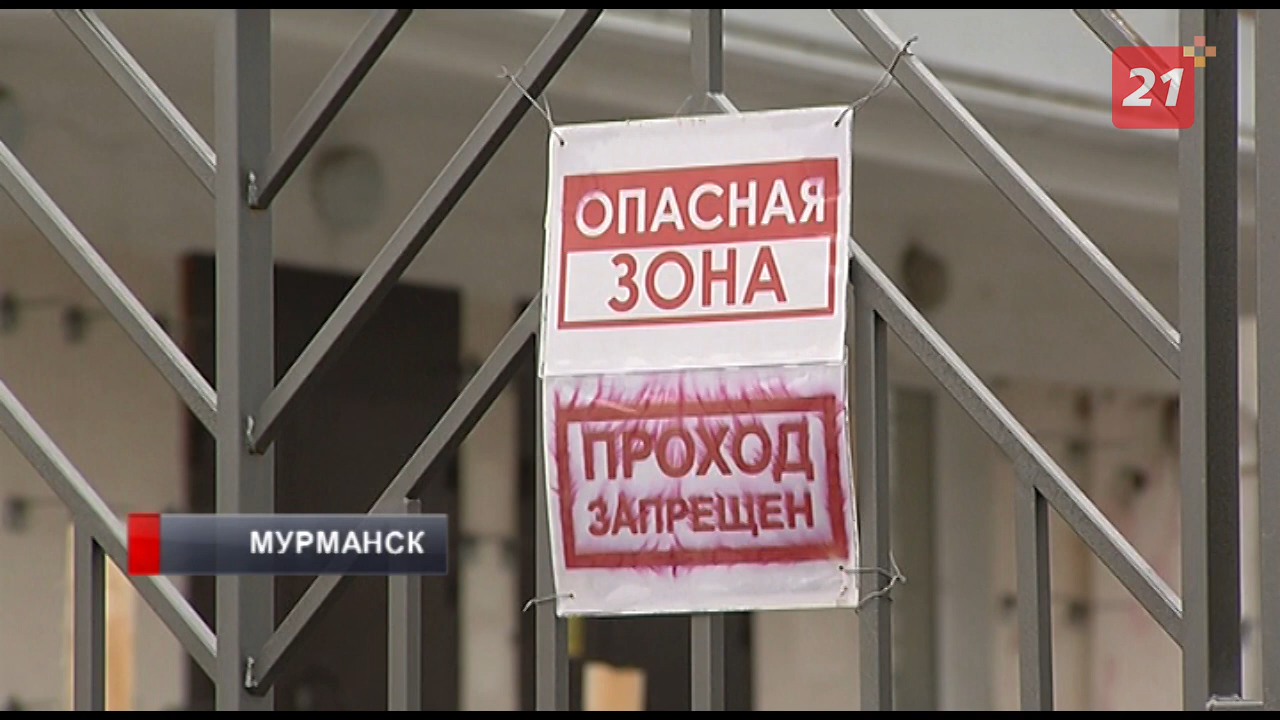 21
ОПАСНАЯ
ЗОНА
ПРОХОД
ЗАПРЕЩЕН
МУРМАНСК